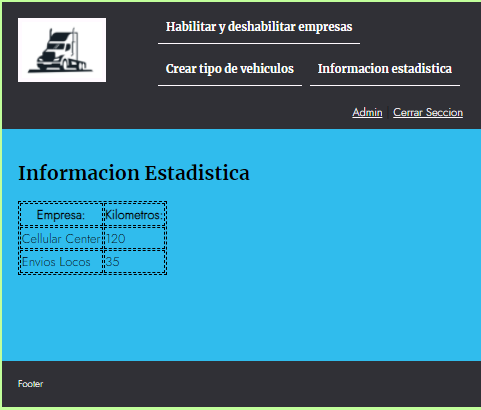 Habilitar y deshabilitar empresas
Crear tipo de vehiculos Informacion estadistica
Admin | Cerrar Seccion
Informacion Estadistica
Empresa: Kilometros:
Cellular Center 120
Envios Locos 35
Footer